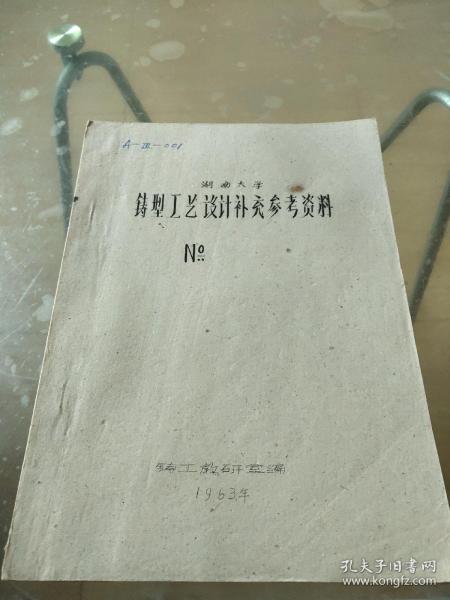 A-Ⅲ-001
湖南大学
铸型工艺设计补充参考资料
№
铸工教研室编
1963年
孔夫子旧书网
www.kongfz.com